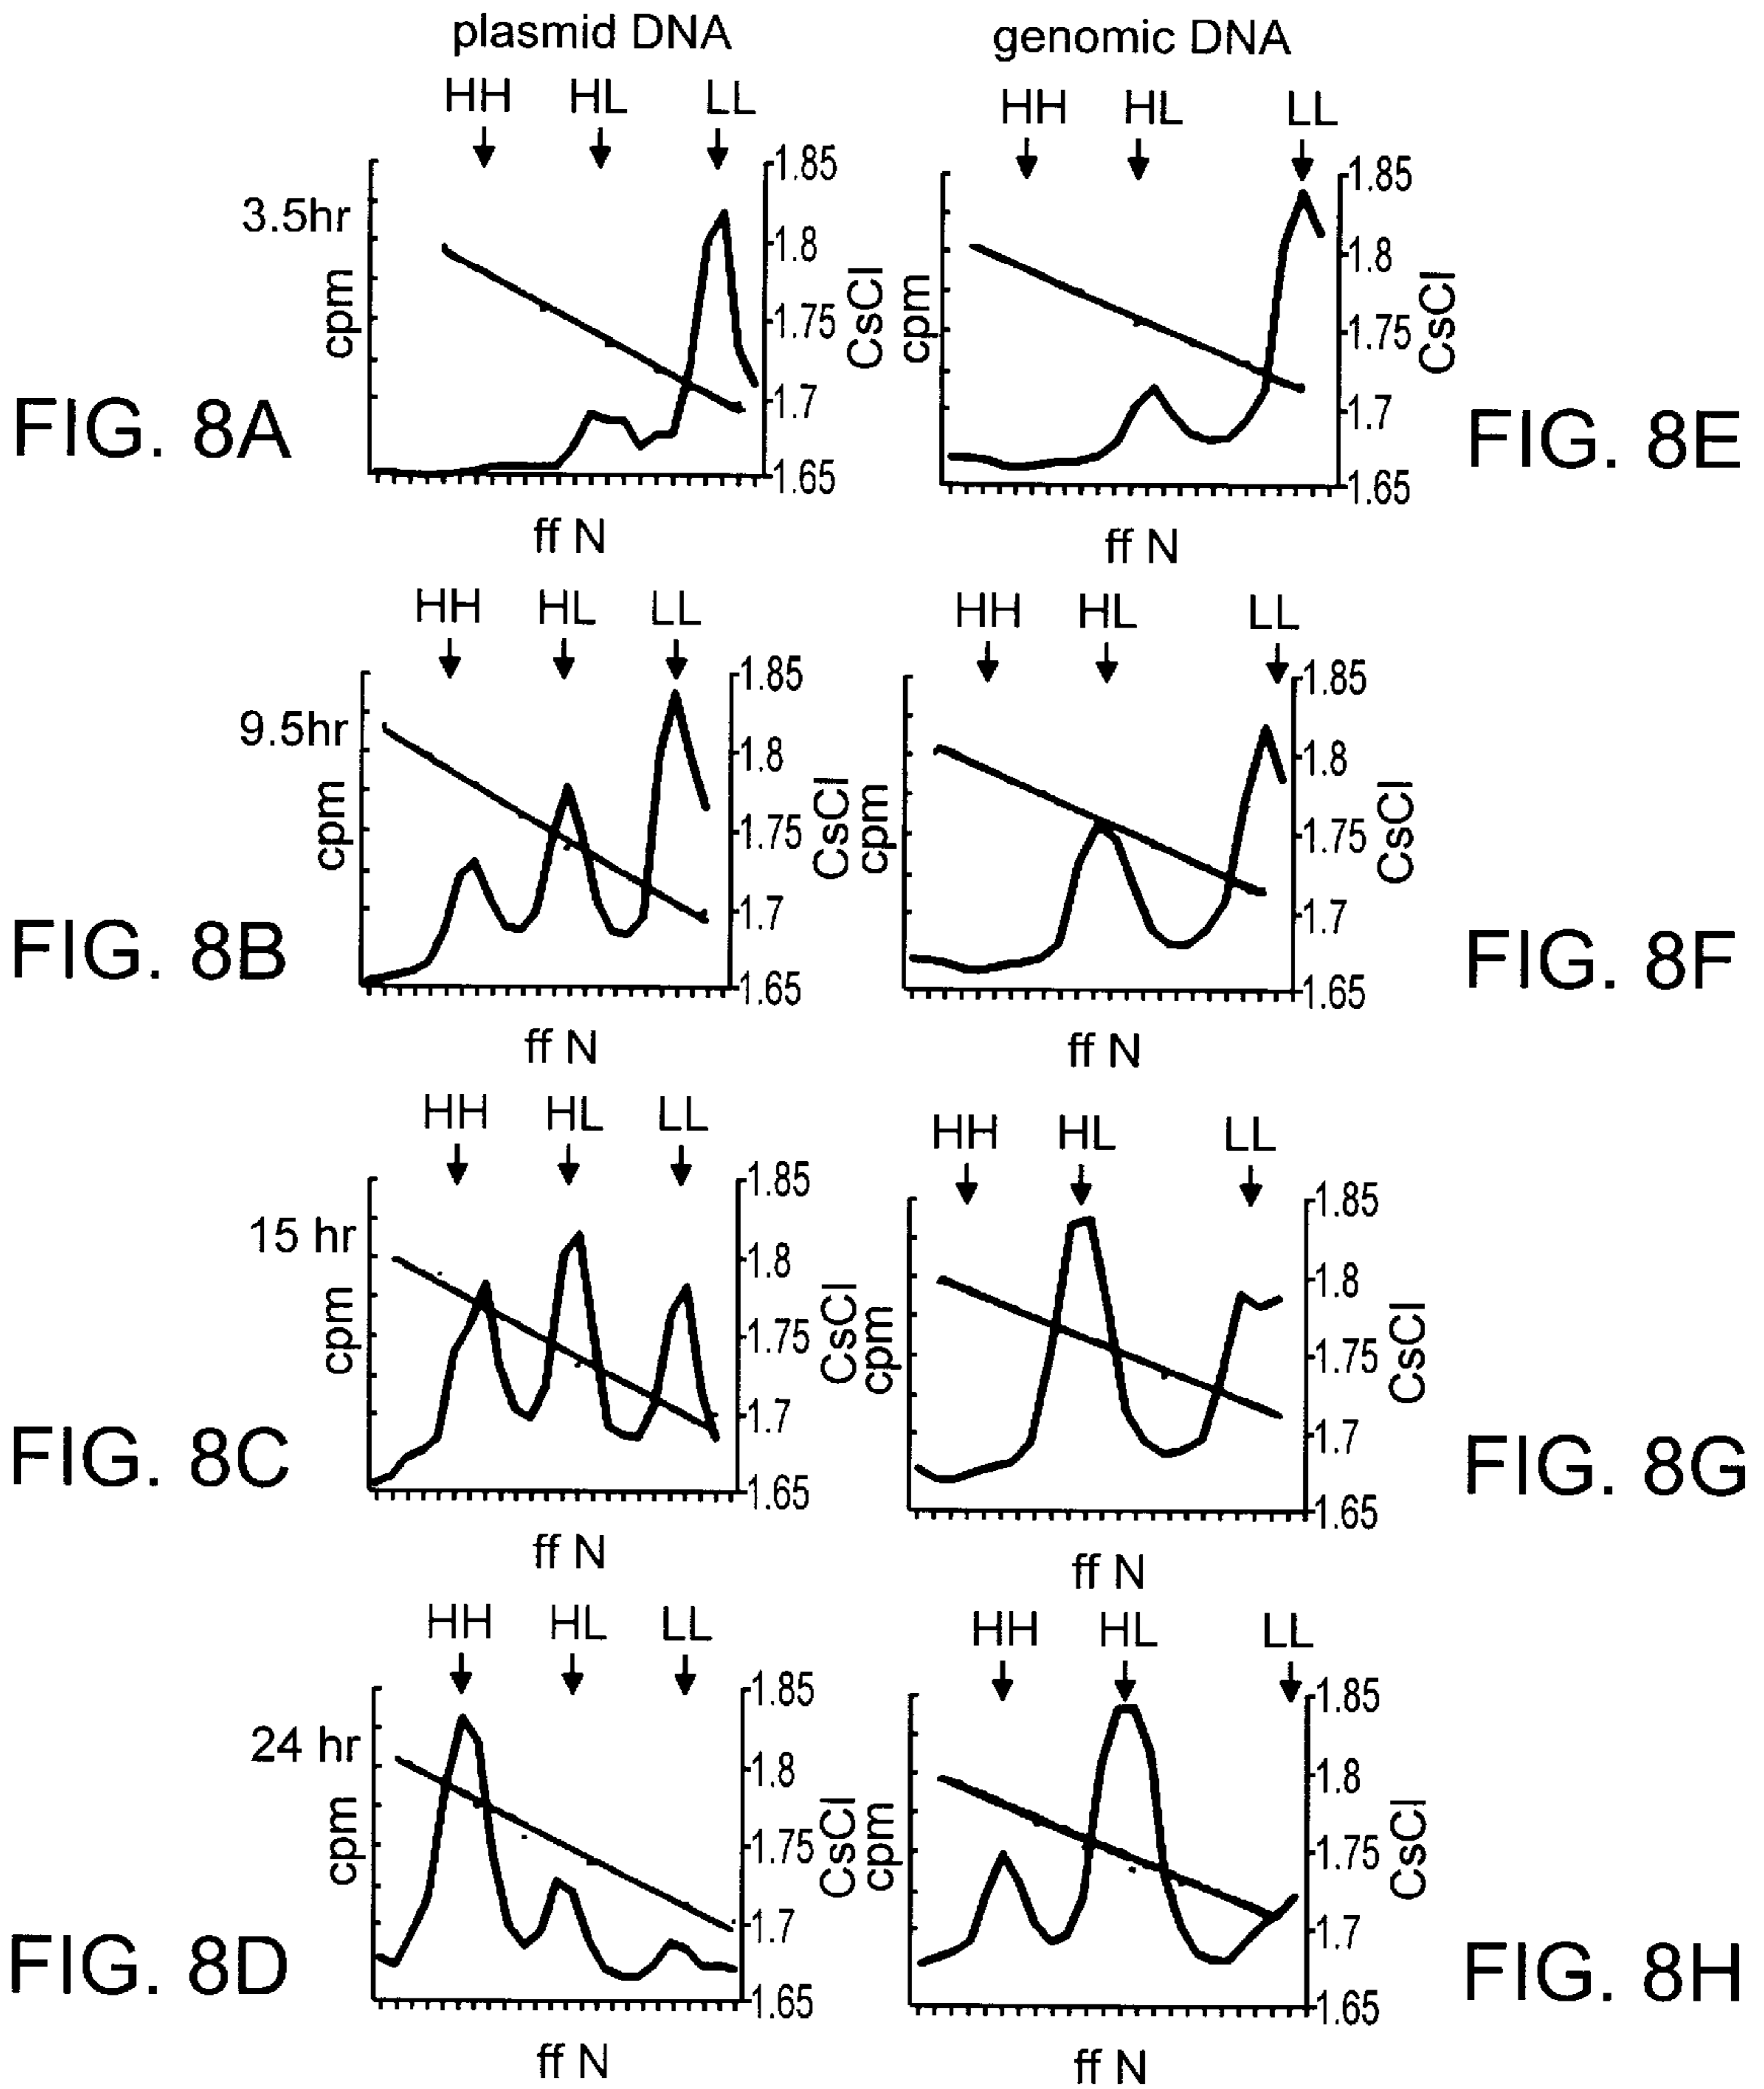 plasmid DNA
genomic DNA
HH HL LL
HH HL LL
3.5hr
cpm
1.85
1.8
1.75
1.7
1.65
CsCl
ff N
FIG. 8A
cpm
1.85
1.8
1.75
1.7
1.65
CsCl
ff N
FIG. 8E
HH HL LL
9.5hr
cpm
1.85
1.8
1.75
1.7
1.65
CsCl
ff N
FIG. 8B
HH HL LL
cpm
1.85
1.8
1.75
1.7
1.65
CsCl
ff N
FIG. 8F
HH HL LL
15 hr
cpm
1.85
1.8
1.75
1.7
1.65
CsCl
ff N
FIG. 8C
HH HL LL
cpm
1.85
1.8
1.75
1.7
1.65
CsCl
ff N
FIG. 8G
HH HL LL
24 hr
cpm
1.85
1.8
1.75
1.7
1.65
CsCl
ff N
FIG. 8D
HH HL LL
cpm
1.85
1.8
1.75
1.7
1.65
CsCl
ff N
FIG. 8H